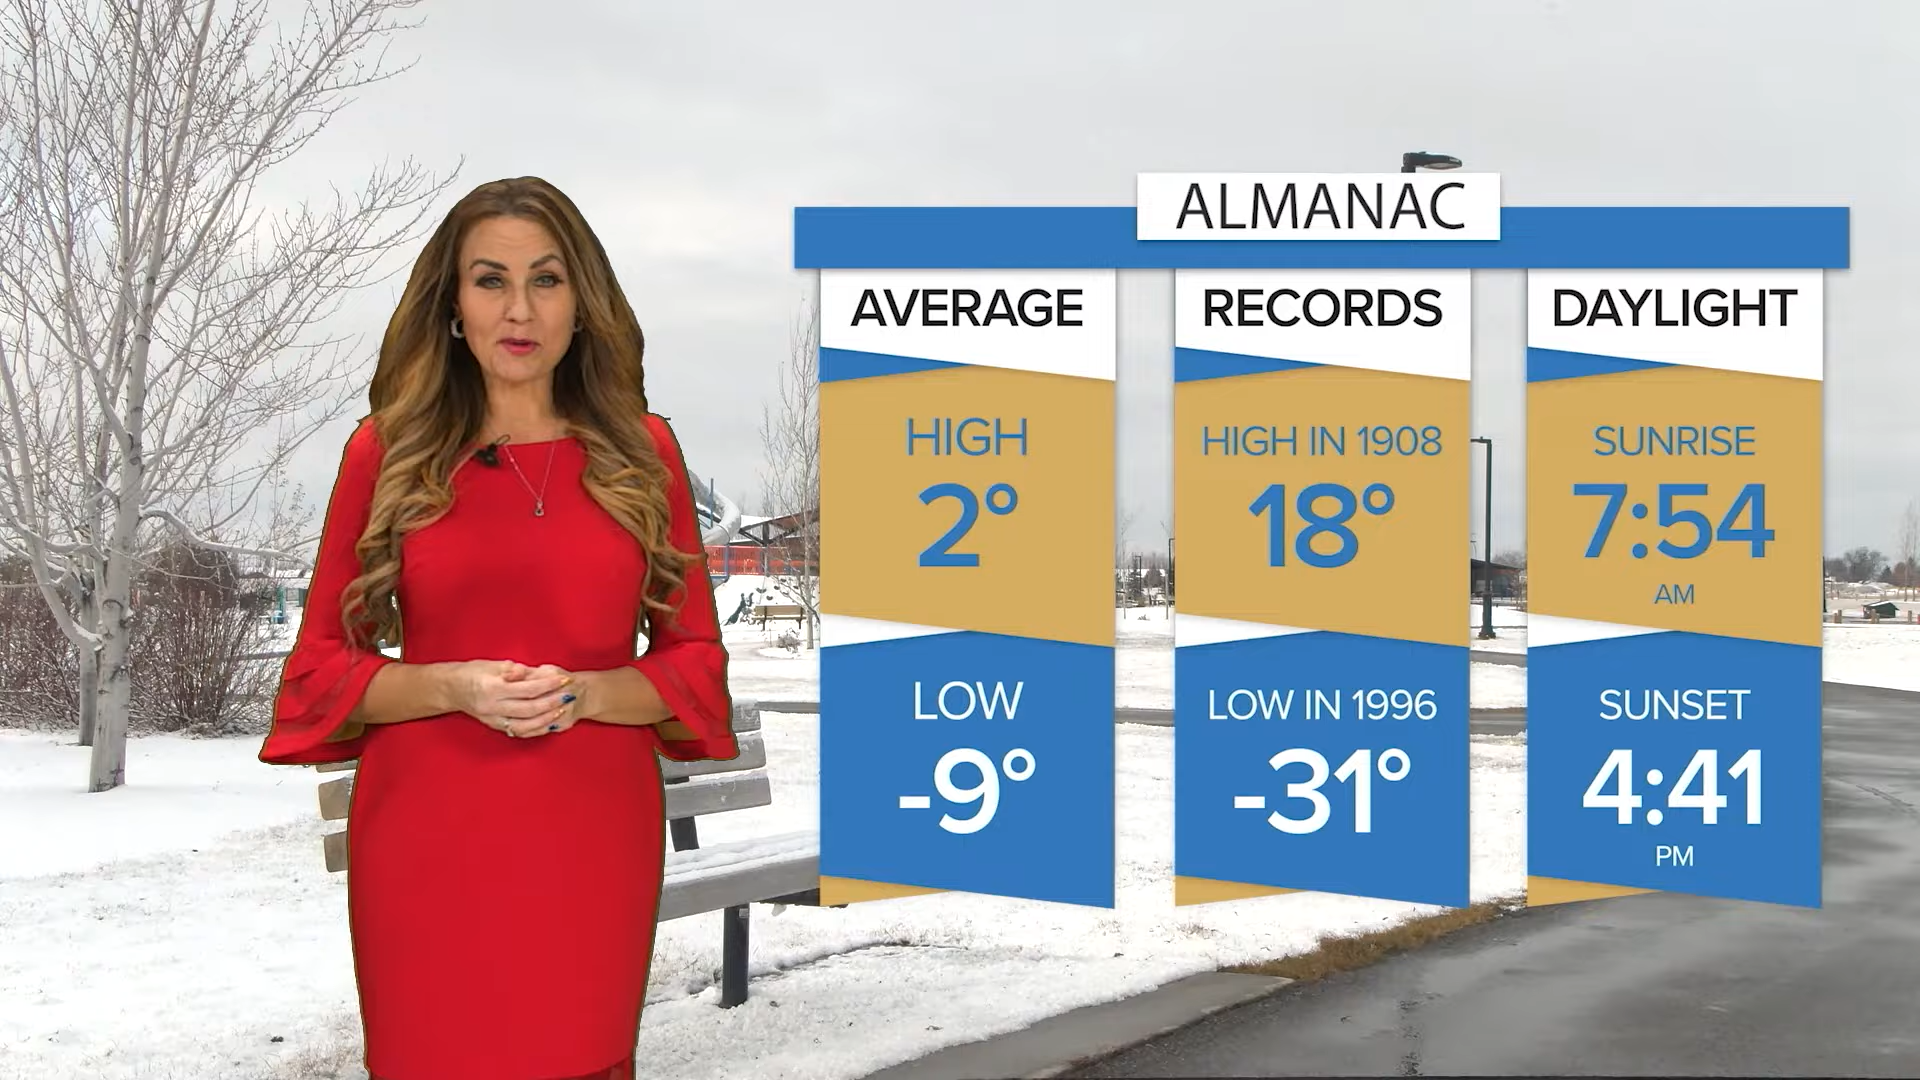 ALMANAC
AVERAGE
HIGH
2°
LOW
-9°
RECORDS
HIGH IN 1908
18°
LOW IN 1996
-31°
DAYLIGHT
SUNRISE
7:54
AM
SUNSET
4:41
PM